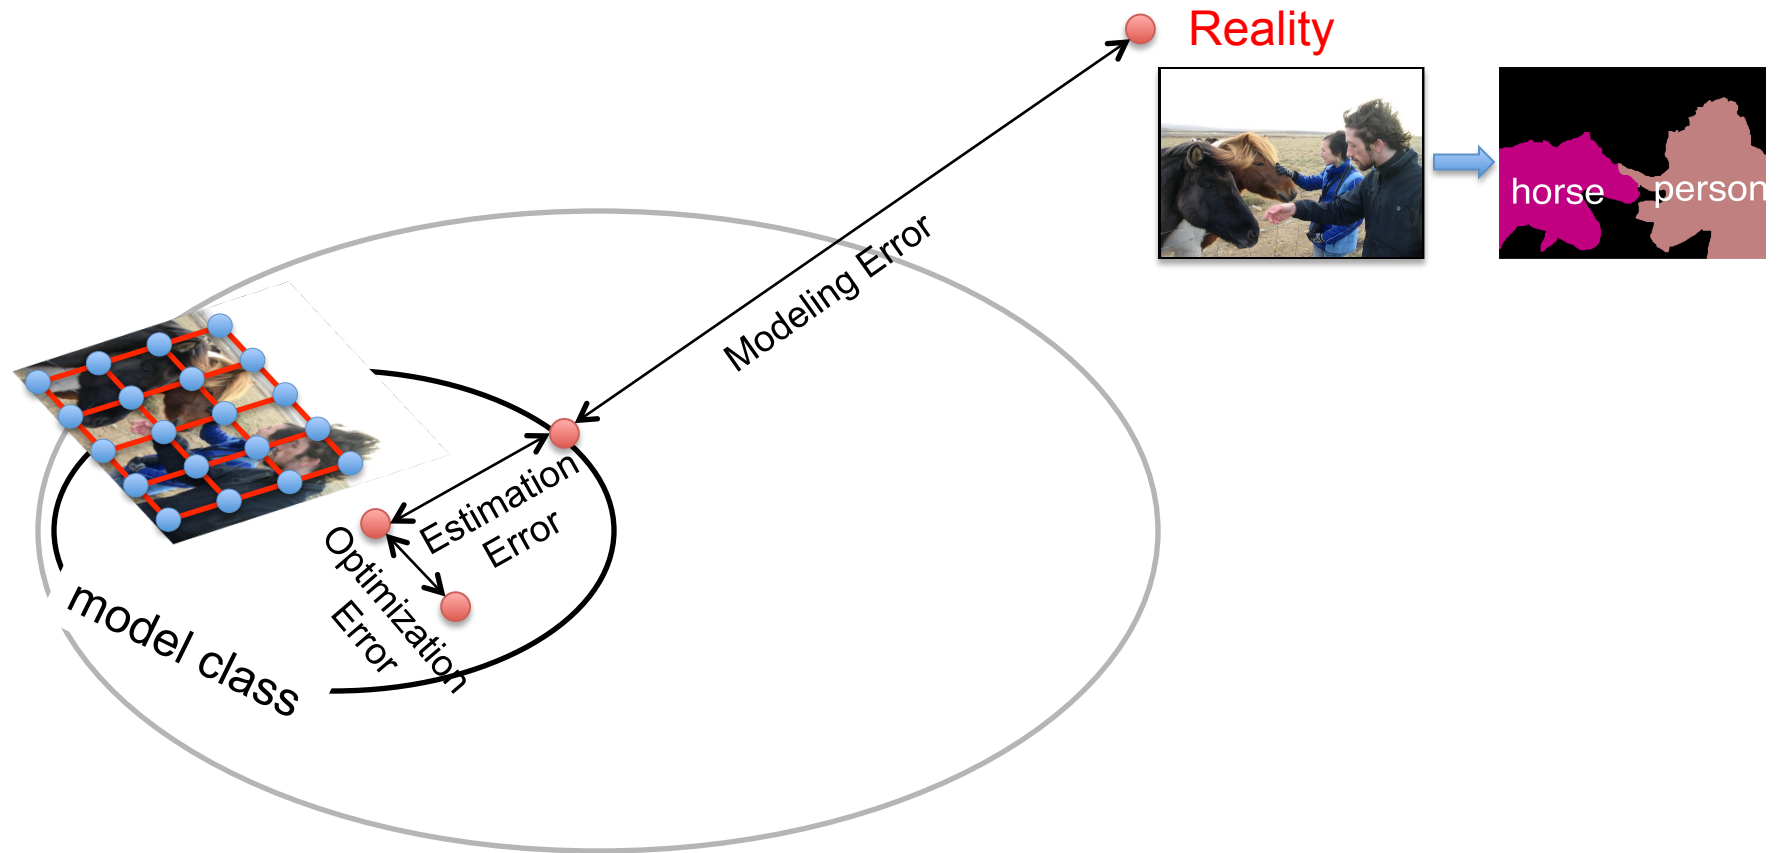 Reality
horse
person
Modeling Error
Estimation
Error
Optimization
Error
model class